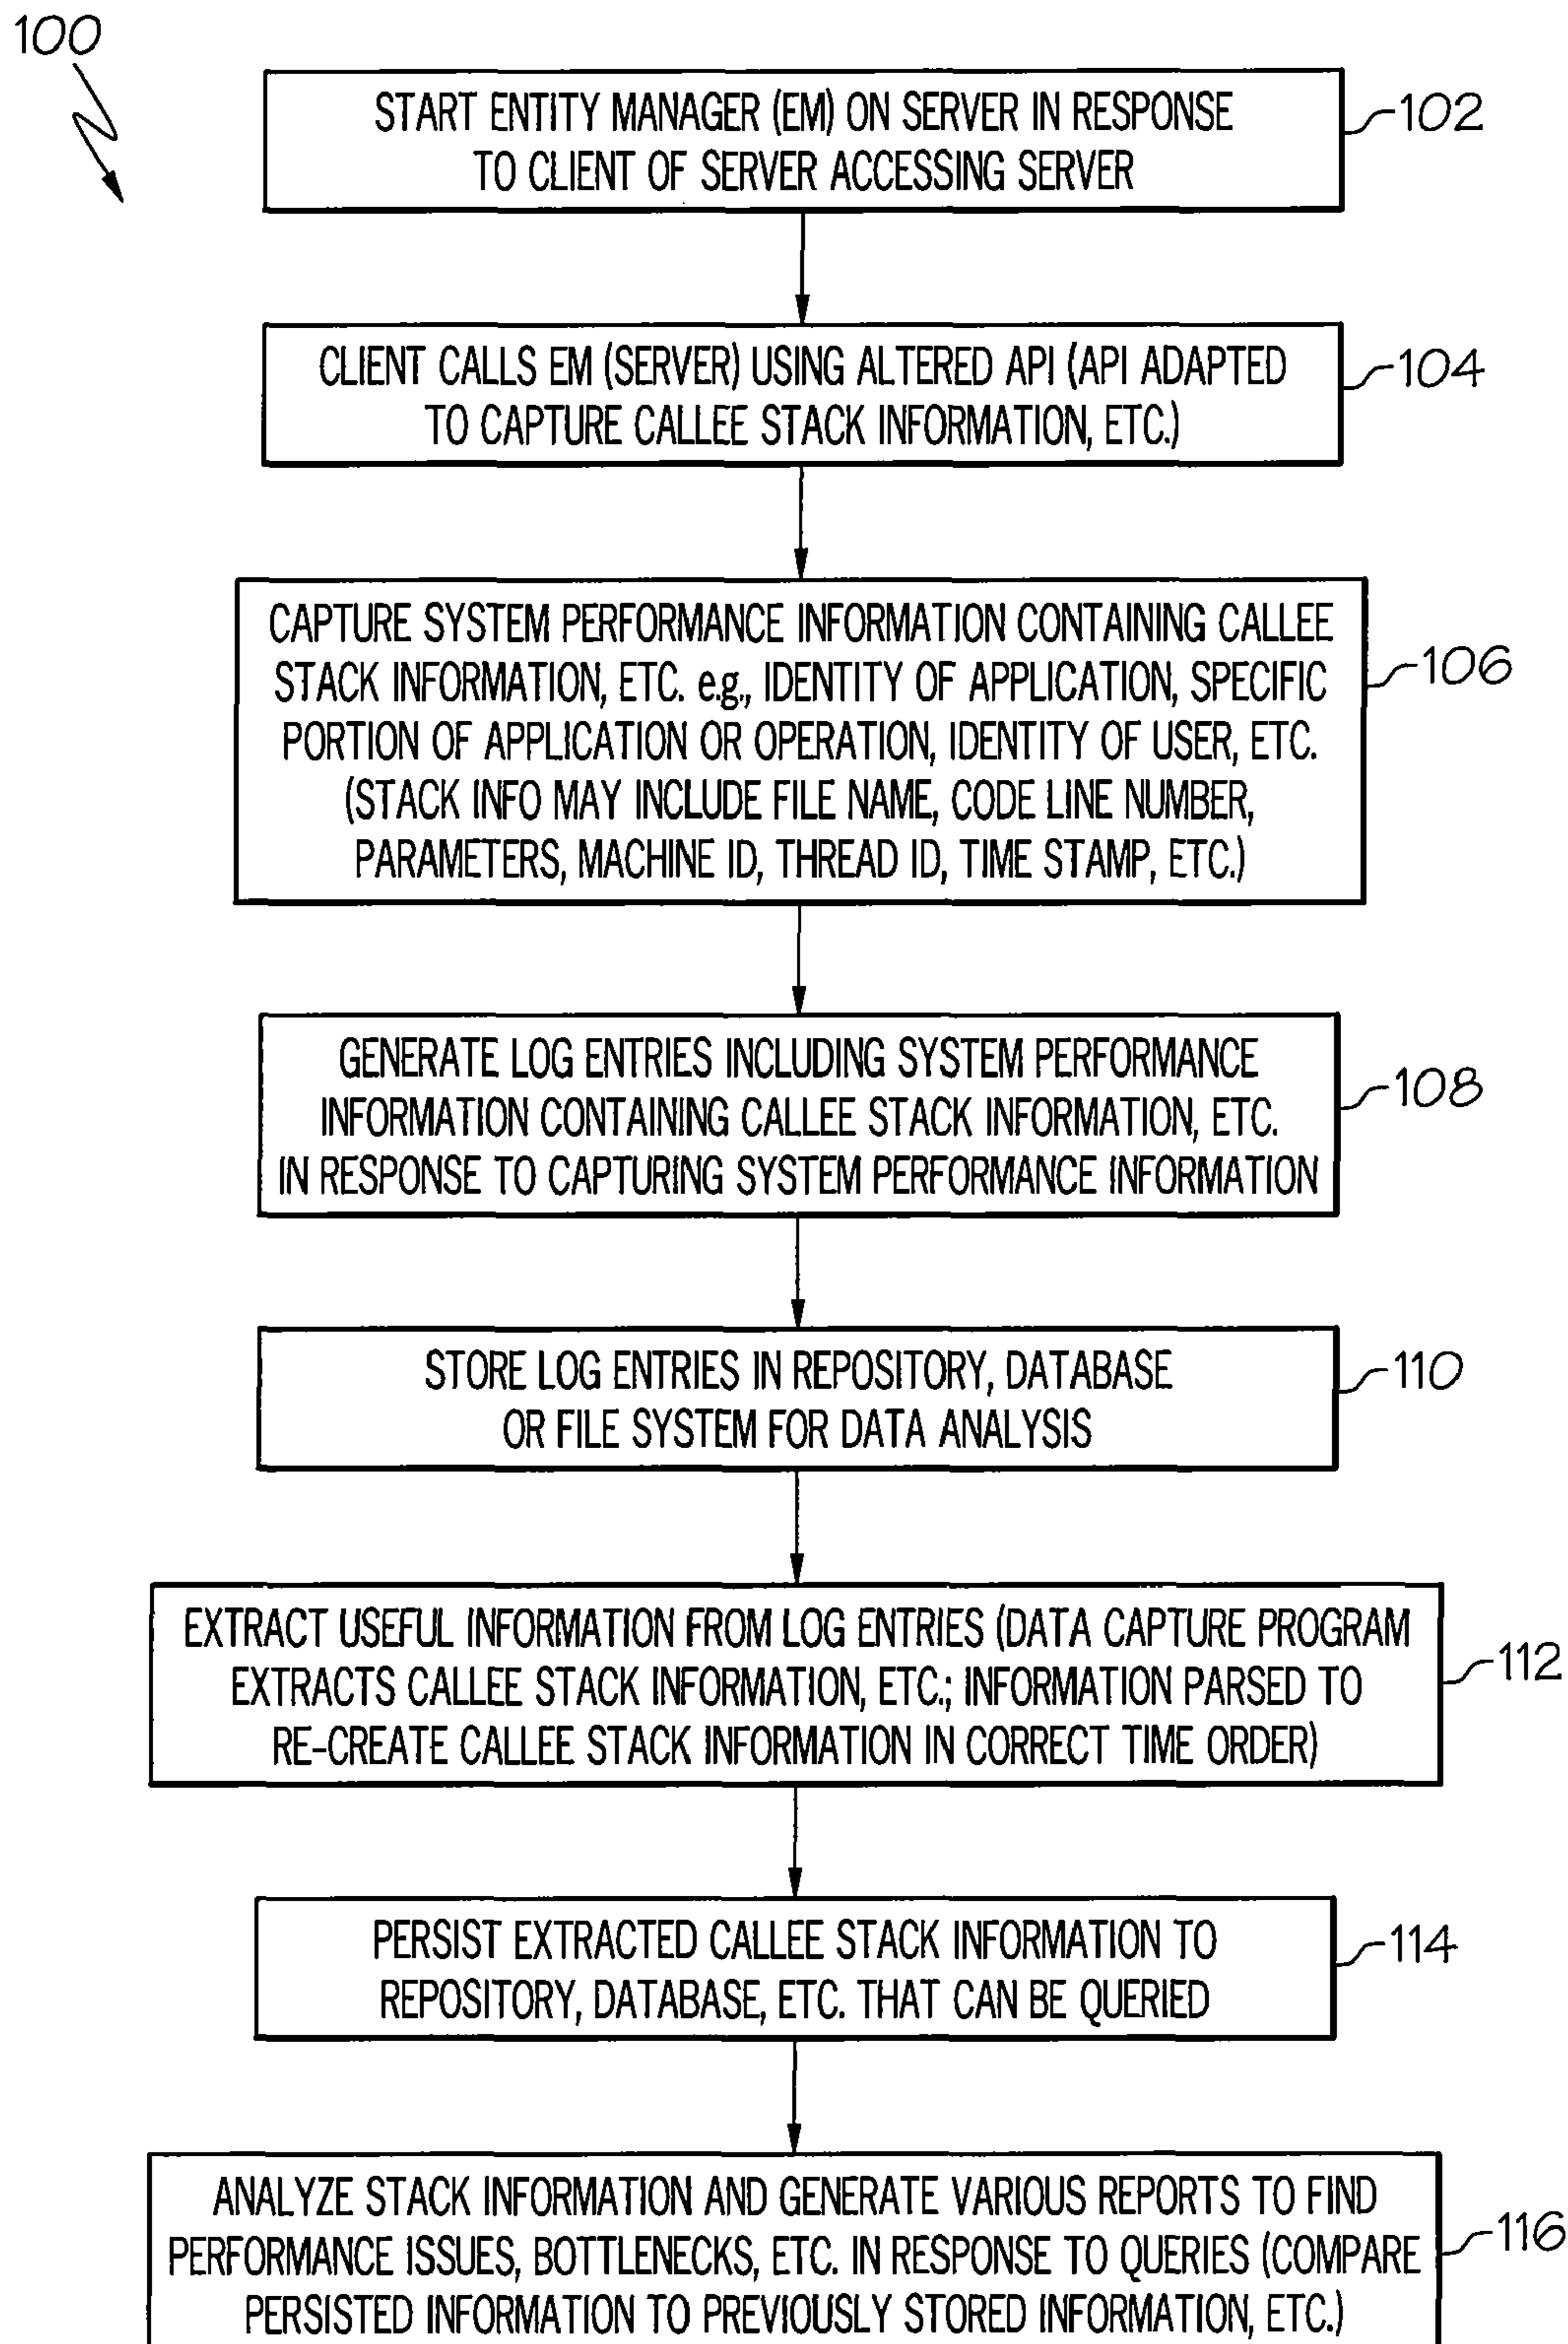 100
START ENTITY MANAGER (EM) ON SERVER IN RESPONSE
TO CLIENT OF SERVER ACCESSING SERVER
102
CLIENT CALLS EM (SERVER) USING ALTERED API (API ADAPTED
TO CAPTURE CALLEE STACK INFORMATION, ETC.)
104
CAPTURE SYSTEM PERFORMANCE INFORMATION CONTAINING CALLEE
STACK INFORMATION, ETC. e.g., IDENTITY OF APPLICATION, SPECIFIC
PORTION OF APPLICATION OR OPERATION, IDENTITY OF USER, ETC.
(STACK INFO MAY INCLUDE FILE NAME, CODE LINE NUMBER,
PARAMETERS, MACHINE ID, THREAD ID, TIME STAMP, ETC.)
106
GENERATE LOG ENTRIES INCLUDING SYSTEM PERFORMANCE
INFORMATION CONTAINING CALLEE STACK INFORMATION, ETC.
IN RESPONSE TO CAPTURING SYSTEM PERFORMANCE INFORMATION
108
STORE LOG ENTRIES IN REPOSITORY, DATABASE
OR FILE SYSTEM FOR DATA ANALYSIS
110
EXTRACT USEFUL INFORMATION FROM LOG ENTRIES (DATA CAPTURE PROGRAM
EXTRACTS CALLEE STACK INFORMATION, ETC.; INFORMATION PARSED TO
RE-CREATE CALLEE STACK INFORMATION IN CORRECT TIME ORDER)
112
PERSIST EXTRACTED CALLEE STACK INFORMATION TO
REPOSITORY, DATABASE, ETC. THAT CAN BE QUERIED
114
ANALYZE STACK INFORMATION AND GENERATE VARIOUS REPORTS TO FIND
PERFORMANCE ISSUES, BOTTLENECKS, ETC. IN RESPONSE TO QUERIES (COMPARE
PERSISTED INFORMATION TO PREVIOUSLY STORED INFORMATION, ETC.)
116